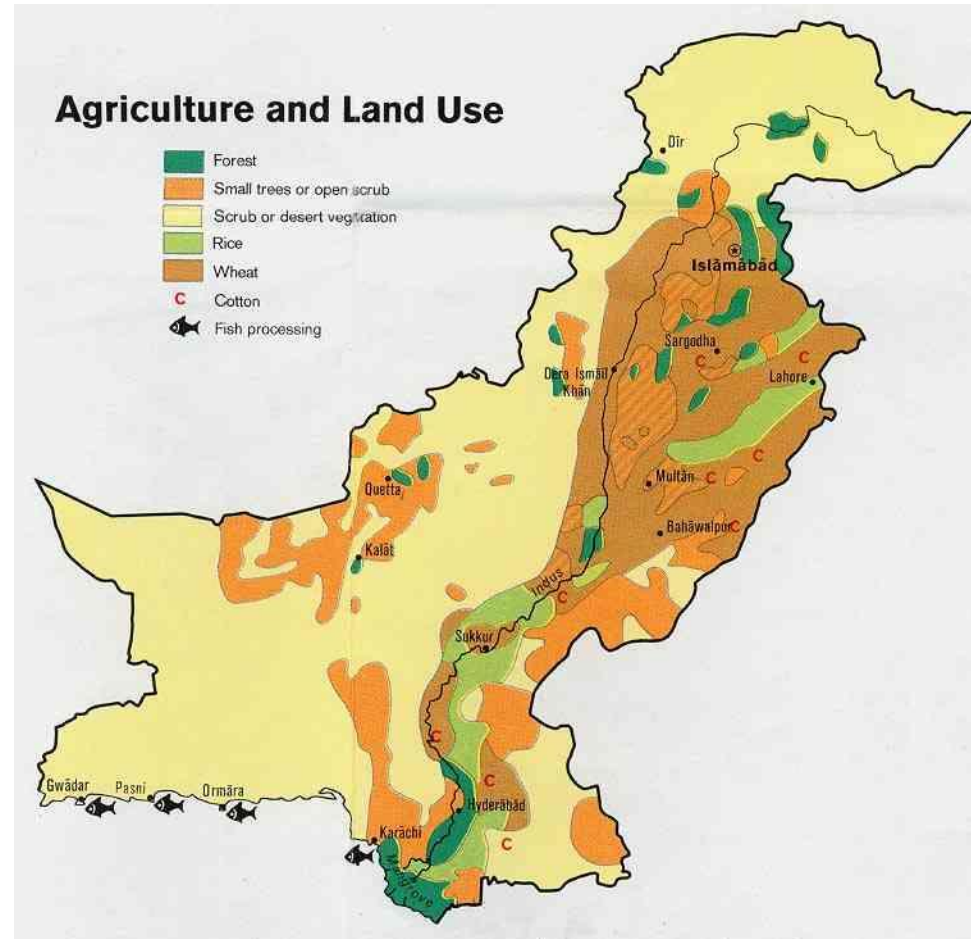 Agriculture and Land Use
Forest
Small trees or open scrub
Scrub or desert vegetation
Rice
Wheat
C Cotton
Fish processing
Dīr
Islāmābād
Sargodha
C
C
Dera Ismāīl
Khān
Lahore
C
Multān
C
Quetta
Bahāwalpur
C
Kalāt
Indus
C
Sukkur
C
C
Gwādar
Pasni
Ormāra
Hyderābād
Karāchi
C
Mangrove